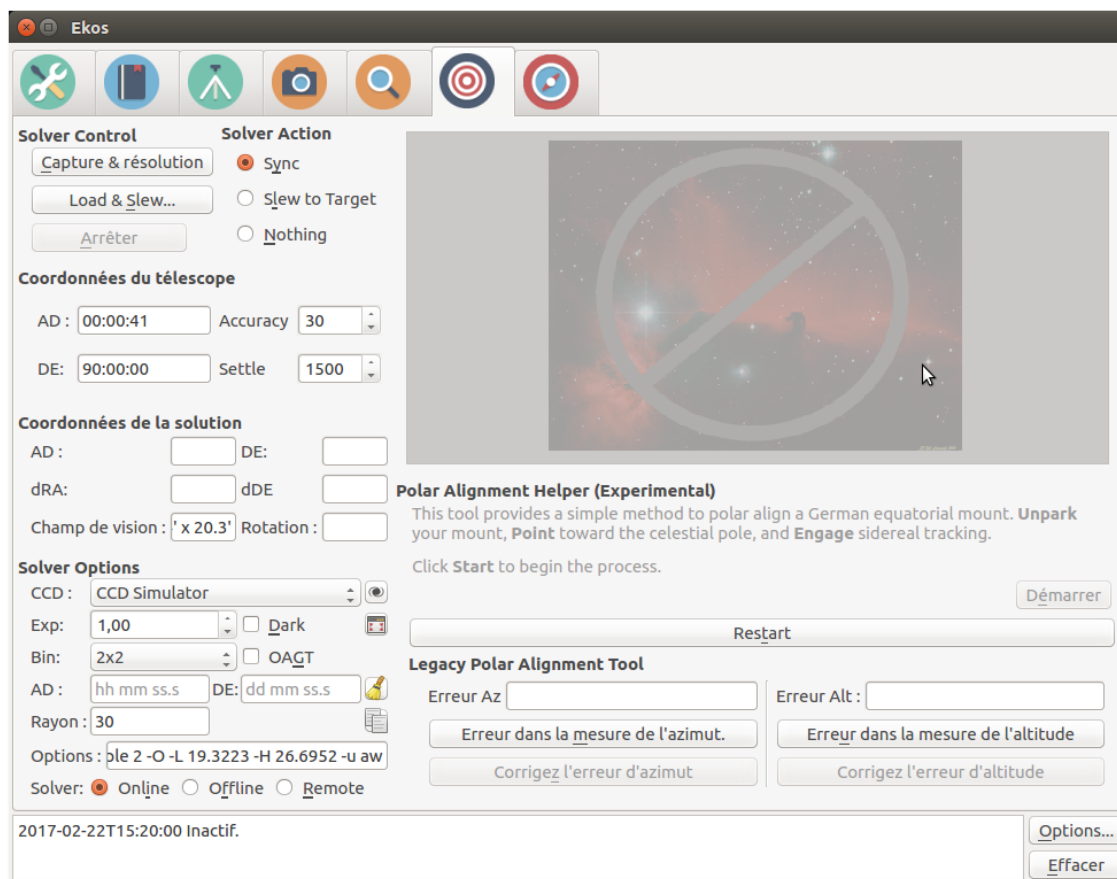 Ekos
Solver Control
Solver Action
Capture & résolution
Sync
Load & Slew...
Slew to Target
Arrêter
Nothing
Coordonnées du télescope
AD : 00:00:41 Accuracy 30
DE: 90:00:00 Settle 1500
Coordonnées de la solution
AD : DE:
dRA: dDE
Champ de vision : ' x 20.3' Rotation :
Solver Options
CCD : CCD Simulator
Exp: 1,00 Dark
Bin: 2x2 OAGT
AD : hh mm ss.s DE: dd mm ss.s
Rayon : 30
Options : ple 2 -O -L 19.3223 -H 26.6952 -u aw
Solver: Online Offline Remote
Polar Alignment Helper (Experimental)
This tool provides a simple method to polar align a German equatorial mount. Unpark
your mount, Point toward the celestial pole, and Engage sidereal tracking.
Click Start to begin the process.
Démarrer
Restart
Legacy Polar Alignment Tool
Erreur Az Erreur Alt :
Erreur dans la mesure de l'azimut. Erreur dans la mesure de l'altitude
Corrigez l'erreur d'azimut Corrigez l'erreur d'altitude
2017-02-22T15:20:00 Inactif.
Options...
Effacer